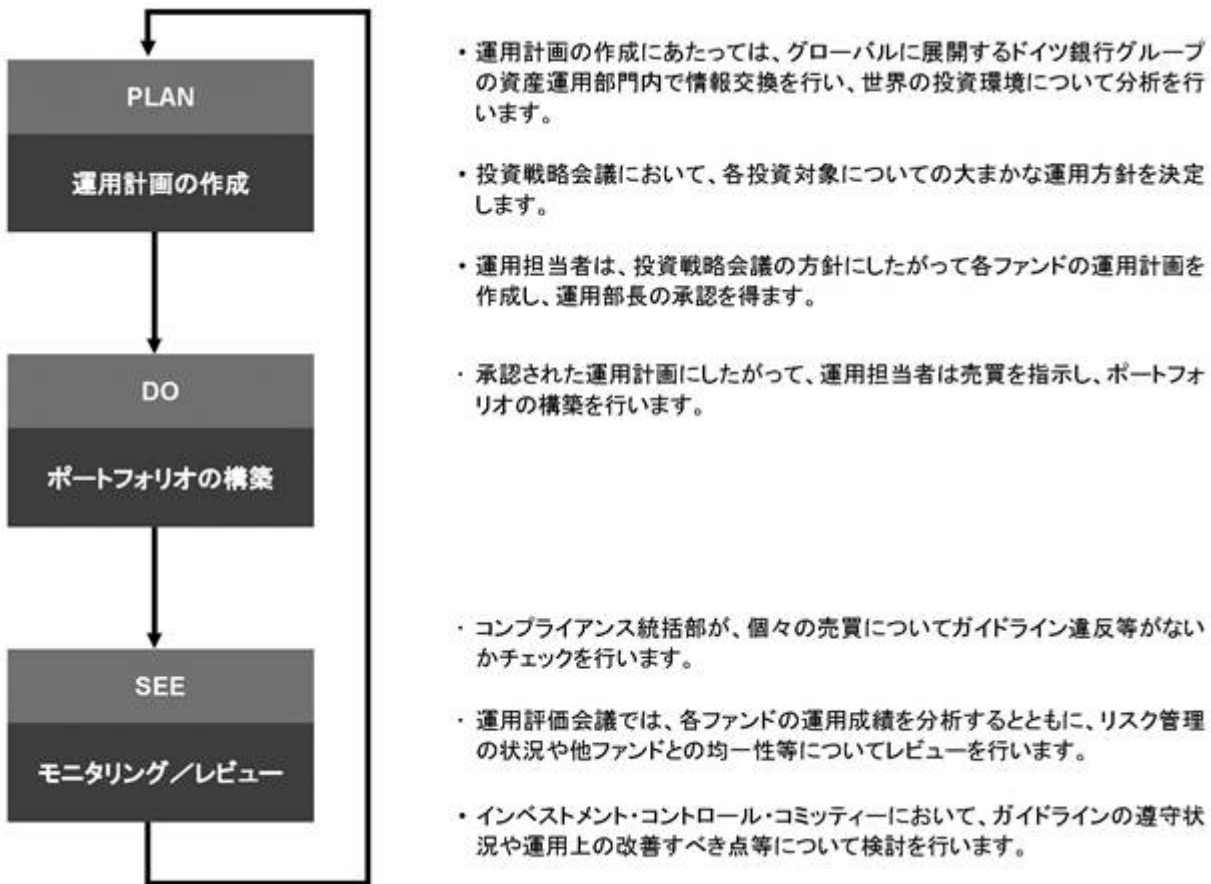 PLAN
運用計画の作成
・運用計画の作成にあたっては、グローバルに展開するドイツ銀行グループ
の資産運用部門内で情報交換を行い、世界の投資環境について分析を行
います。
・投資戦略会議において、各投資対象についての大まかな運用方針を決定
します。
・運用担当者は、投資戦略会議の方針にしたがって各ファンドの運用計画を
作成し、運用部長の承認を得ます。
DO
ポートフォリオの構築
・承認された運用計画にしたがって、運用担当者は売買を指示し、ポートフォ
リオの構築を行います。
SEE
モニタリング／レビュー
・コンプライアンス統括部が、個々の売買についてガイドライン違反等がない
かチェックを行います。
・運用評価会議では、各ファンドの運用成績を分析するとともに、リスク管理
の状況や他ファンドとの均一性等についてレビューを行います。
・インベストメント・コントロール・コミッティーにおいて、ガイドラインの遵守状
況や運用上の改善すべき点等について検討を行います。